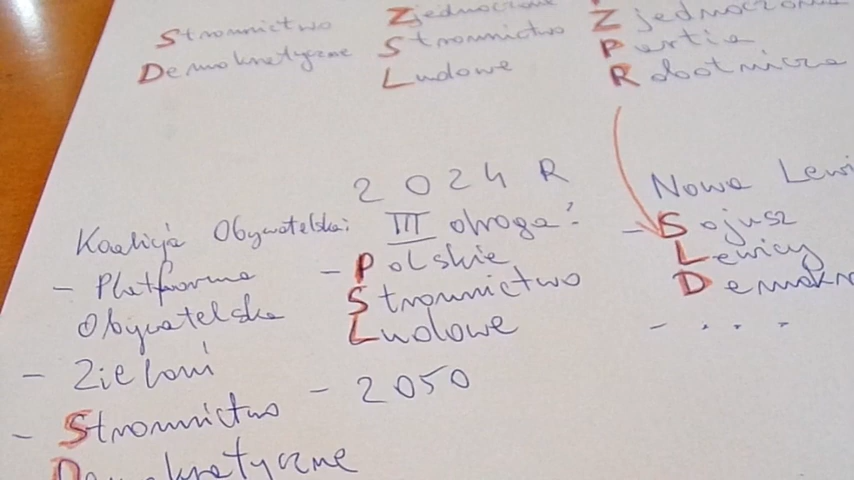 Zjednoczone Zjednoczona
Stronnictwo Stronnictwo Partia
Demokratyczne Ludowe Robotnicza
2024 R
Koalicja Obywatelska: III droga: Nowa Lewi
- Platforma - Polskie - Sojusz
Obywatelska Stronnictwo Lewicy
Ludowe Demokr
- Zieloni - 2050 - . . .
- Stronnictwo
Demokratyczne